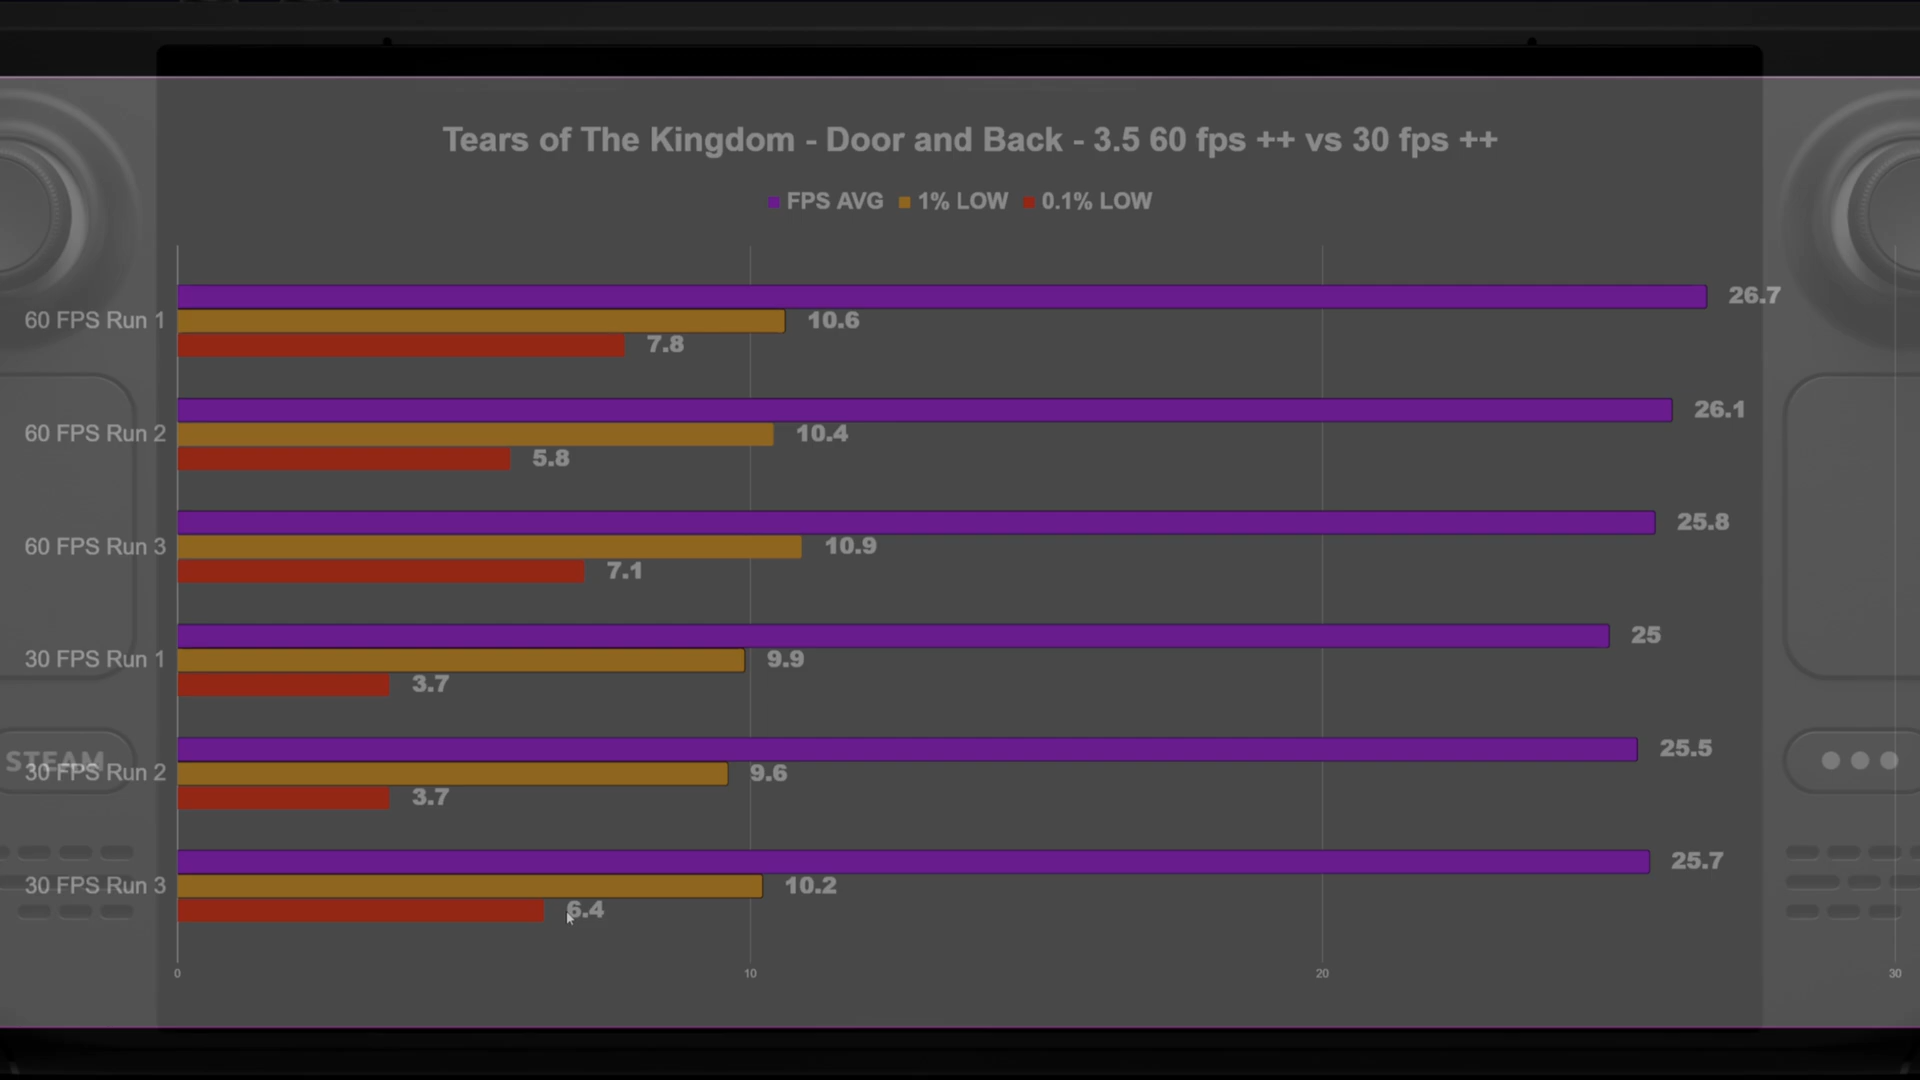 Tears of The Kingdom - Door and Back - 3.5 60 fps ++ vs 30 fps ++
FPS AVG 1% LOW 0.1% LOW
26.7
60 FPS Run 1 10.6
7.8
26.1
60 FPS Run 2 10.4
5.8
25.8
60 FPS Run 3 10.9
7.1
25
30 FPS Run 1 9.9
3.7
25.5
STEAM
30 FPS Run 2 9.6
3.7
25.7
30 FPS Run 3 10.2
6.4
0 10 20 30